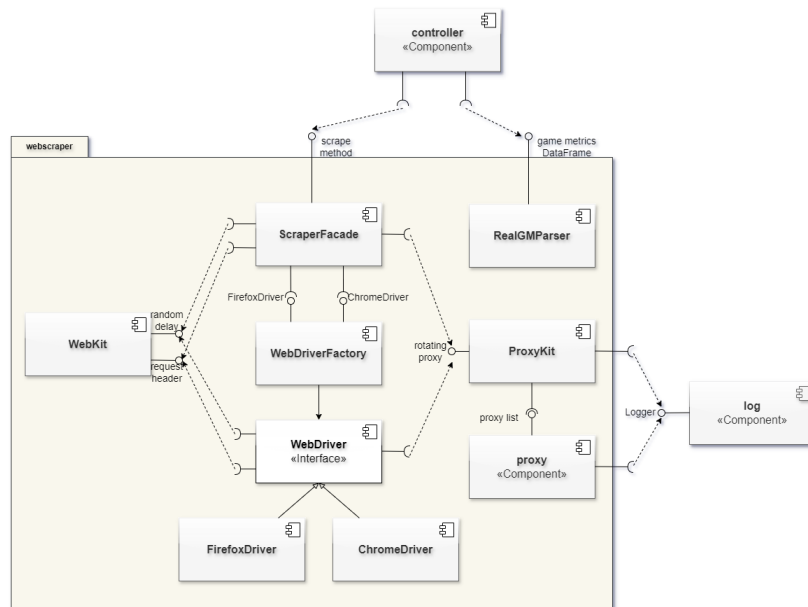 controller
«Component»
webscraper
scrape
method
game metrics
DataFrame
ScraperFacade
RealGMParser
FirefoxDriver
ChromeDriver
random
delay
WebKit
request
header
WebDriverFactory
rotating
proxy
ProxyKit
proxy list
Logger
log
«Component»
WebDriver
«Interface»
proxy
«Component»
FirefoxDriver
ChromeDriver